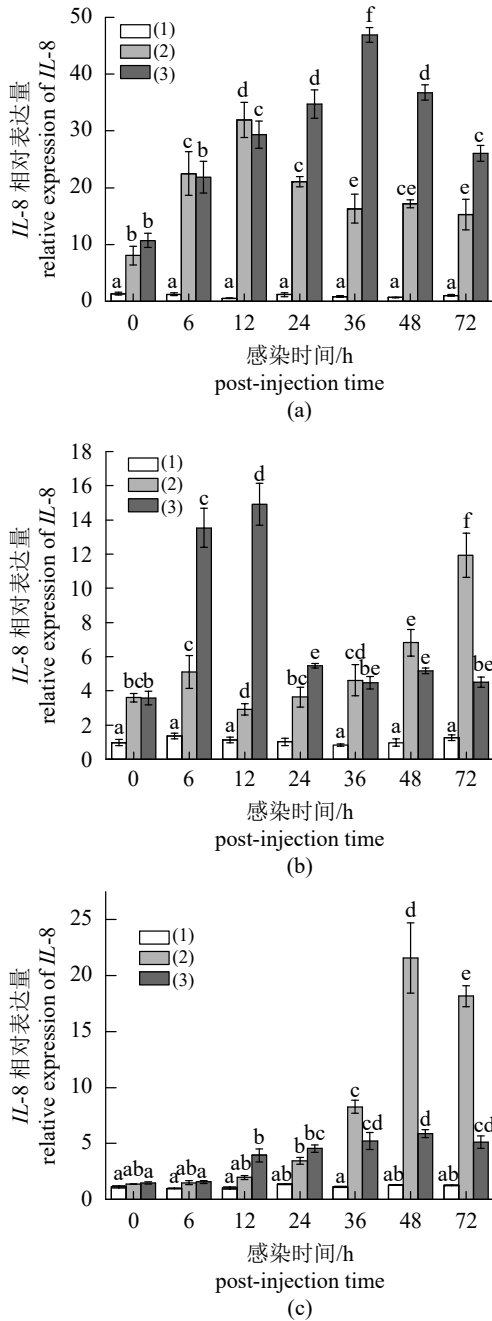 50
40
30
20
10
0
IL-8 相对表达量
relative expression of IL-8
(1)
(2)
(3)
a b b
a c b
a d c
a e d
a e f
a ce d
a e c
0 6 12 24 36 48 72
感染时间/h
post-injection time
(a)
18
16
14
12
10
8
6
4
2
0
IL-8 相对表达量
relative expression of IL-8
(1)
(2)
(3)
a bc b
a c c
a d d
a bc e
a cd be
a e e
a f be
0 6 12 24 36 48 72
感染时间/h
post-injection time
(b)
25
20
15
10
5
0
IL-8 相对表达量
relative expression of IL-8
(1)
(2)
(3)
a ab a
a ab a
a ab b
ab b bc
a c cd
ab d d
ab e cd
0 6 12 24 36 48 72
感染时间/h
post-injection time
(c)